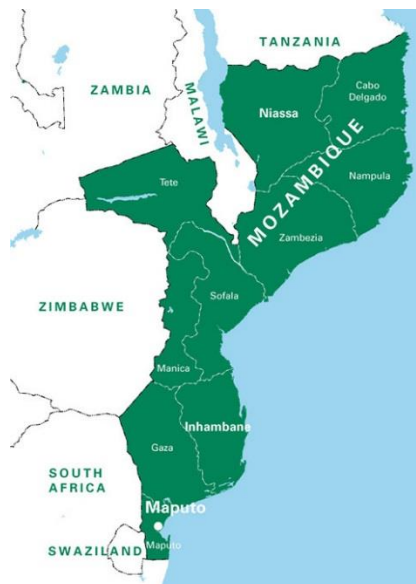 TANZANIA
ZAMBIA
MALAWI
Cabo
Delgado
Niassa
MOZAMBIQUE
Nampula
Tete
Zambezia
Sofala
ZIMBABWE
Manica
Inhambane
Gaza
SOUTH
AFRICA
Maputo
SWAZILAND
Maputo